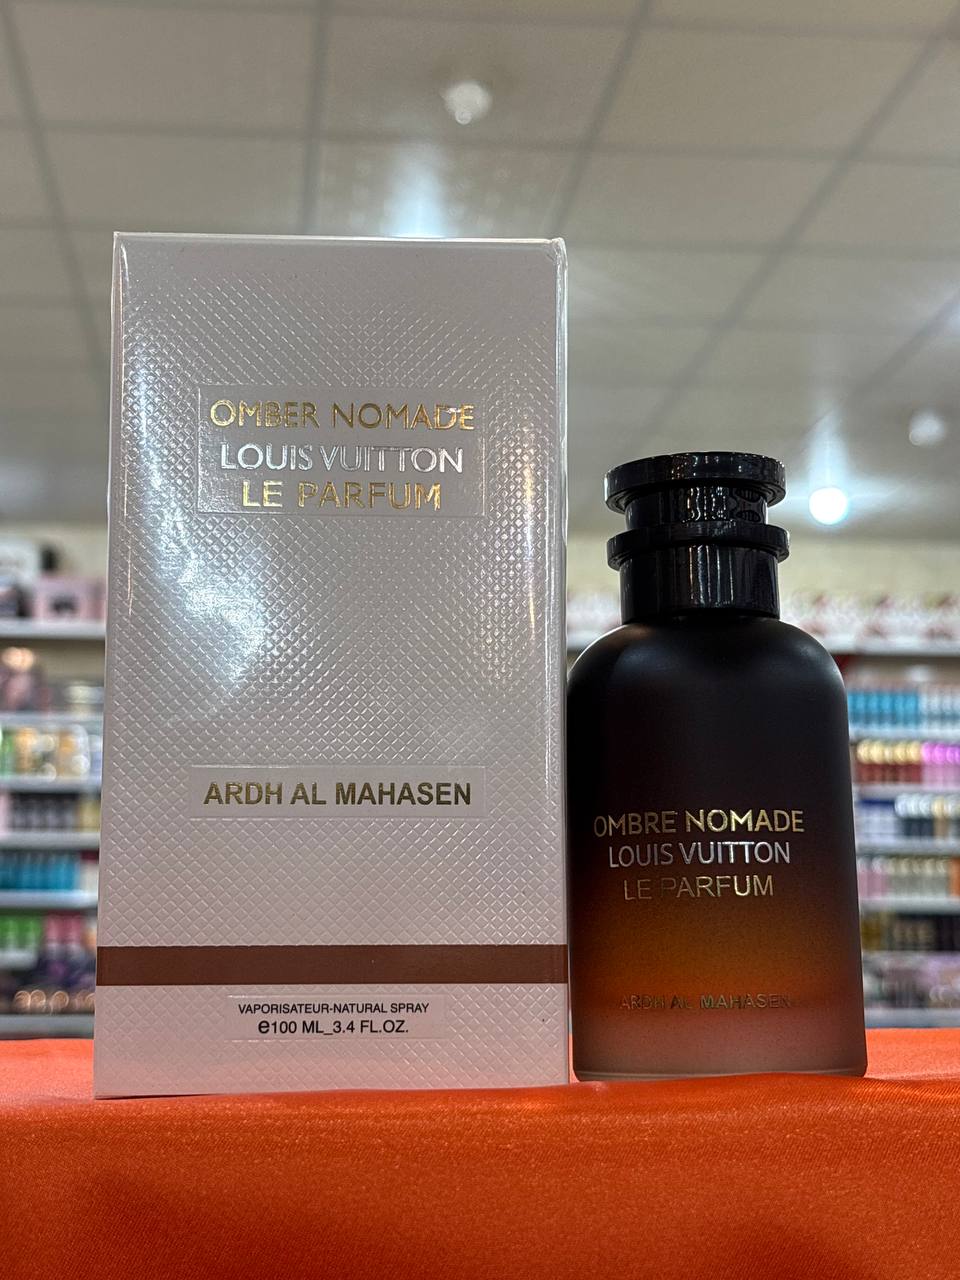 OMBER NOMADE
LOUIS VUITTON
LE PARFUM
ARDH AL MAHASEN
VAPORISATEUR-NATURAL SPRAY
e100 ML_3.4 FL.OZ.
OMBRE NOMADE
LOUIS VUITTON
LE PARFUM
ARDH AL MAHASEN